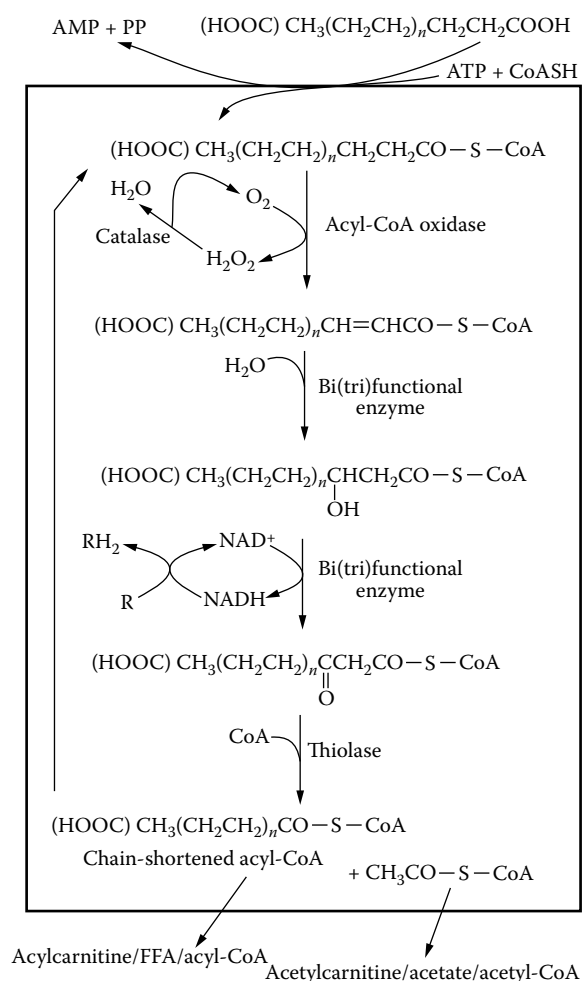 AMP + PP
(HOOC) CH₃(CH₂CH₂)ₙCH₂CH₂COOH
ATP + CoASH
(HOOC) CH₃(CH₂CH₂)ₙCH₂CH₂CO—S—CoA
H₂O
O₂
Catalase
Acyl-CoA oxidase
H₂O₂
(HOOC) CH₃(CH₂CH₂)ₙCH=CHCO—S—CoA
H₂O
Bi(tri)functional
enzyme
(HOOC) CH₃(CH₂CH₂)ₙCHCH₂CO—S—CoA
OH
RH₂
NAD⁺
Bi(tri)functional
enzyme
R
NADH
(HOOC) CH₃(CH₂CH₂)ₙCCH₂CO—S—CoA
O
CoA
Thiolase
(HOOC) CH₃(CH₂CH₂)ₙCO—S—CoA
Chain-shortened acyl-CoA
+ CH₃CO—S—CoA
Acylcarnitine/FFA/acyl-CoA
Acetylcarnitine/acetate/acetyl-CoA